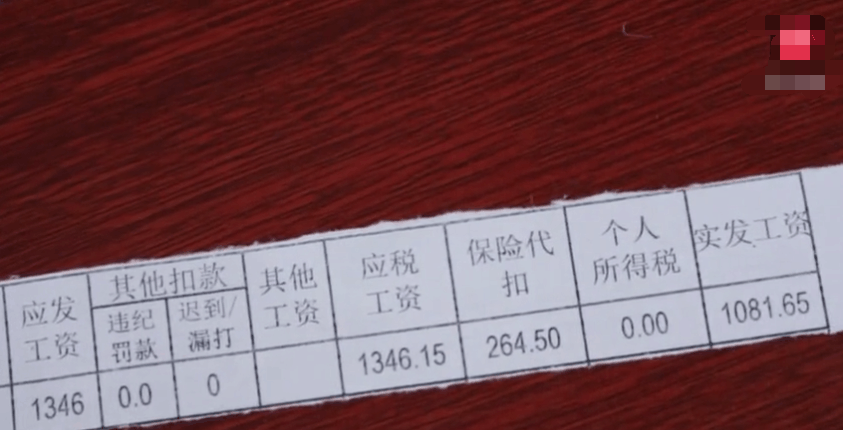 应发
工资
其他扣款
违纪
罚款
迟到/
漏打
其他
工资
应税
工资
保险代
扣
个人
所得税
实发工资
1346
0.0
0
1346.15
264.50
0.00
1081.65